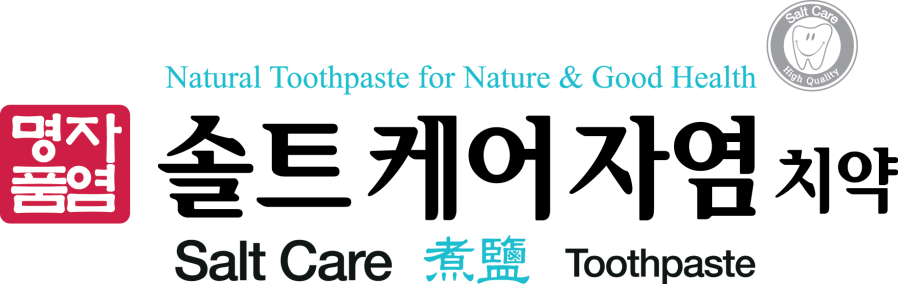 Salt Care
High Quality
Natural Toothpaste for Nature & Good Health
명자
품염
솔트케어자염 치약
Salt Care 煮鹽 Toothpaste